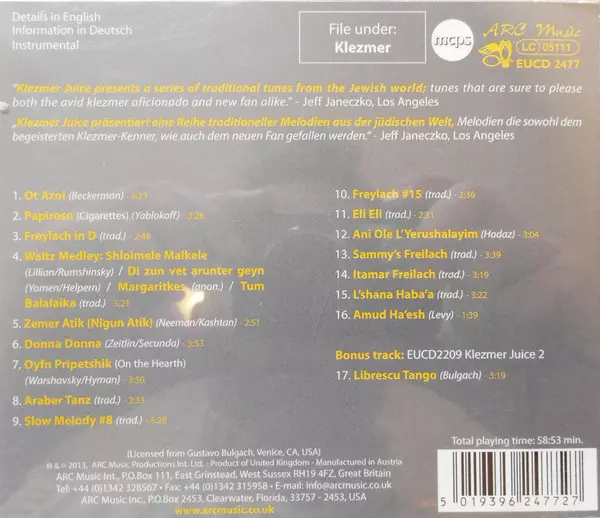 Details in English
Information in Deutsch
Instrumental
File under:
Klezmer
mcps
ARC Music
LC 05111
EUCD 2477
"Klezmer Juice presents a series of traditional tunes from the Jewish world; tunes that are sure to please
both the avid klezmer aficionado and new fan alike." - Jeff Janeczko, Los Angeles
„Klezmer Juice präsentiert eine Reihe traditioneller Melodien aus der jüdischen Welt, Melodien die sowohl dem
begeisterten Klezmer-Kenner, wie auch dem neuen Fan gefallen werden." - Jeff Janeczko, Los Angeles
1. Ot Azoi (Beckerman) - 4:23
2. Papirosn (Cigarettes) (Yablokoff) - 3:28
3. Freylach in D (trad.) - 2:49
4. Waltz Medley: Shloimele Malkele
(Lillian/Rumshinsky) / Di zun vet arunter geyn
(Yomen/Helpern) / Margaritkes (anon.) / Tum
Balalaika (trad.) - 5:21
5. Zemer Atik (Nigun Atik) (Neeman/Kashtan) - 2:51
6. Donna Donna (Zeitlin/Secunda) - 3:53
7. Oyfn Pripetshik (On the Hearth)
(Warshavsky/Hyman) - 3:50
8. Araber Tanz - 2:33
9. Slow Melody #8 (trad.) - 5:28
10. Freylach #15 (trad.) - 2:36
11. Eli Eli (trad.) - 2:31
12. Ani Ole L'Yerushalayim (Hadaz) - 3:04
13. Sammy's Freilach (trad.) - 3:39
14. Itamar Freilach (trad.) - 3:19
15. L'shana Haba'a (trad.) - 3:22
16. Amud Ha'esh (Levy) - 1:39
Bonus track: EUCD2209 Klezmer Juice 2
17. Librescu Tango (Bulgach) - 3:19
(Licensed from Gustavo Bulgach, Venice, CA, USA)
℗ & © 2013, ARC Music Productions Int. Ltd. - Product of United Kingdom - Manufactured in Austria
ARC Music Int., P.O.Box 111, East Grinstead, West Sussex RH19 4FZ, Great Britain
Tel: +44 (0)1342 328567 - Fax: +44 (0)1342 315958 - E-mail: info@arcmusic.co.uk
ARC Music Inc., P.O.Box 2453, Clearwater, Florida, 33757 - 2453, USA
www.arcmusic.co.uk
Total playing time: 58:53 min.
5 019396 247727